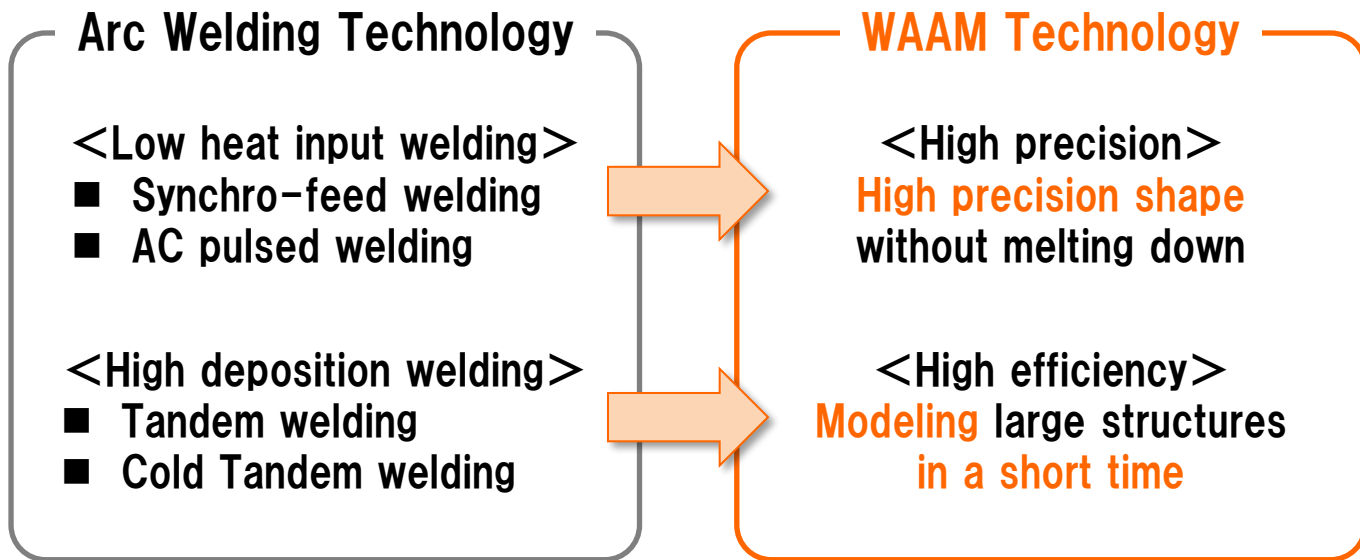 Arc Welding Technology
<Low heat input welding>
■ Synchro-feed welding
■ AC pulsed welding
<High deposition welding>
■ Tandem welding
■ Cold Tandem welding
WAAM Technology
<High precision>
High precision shape
without melting down
<High efficiency>
Modeling large structures
in a short time